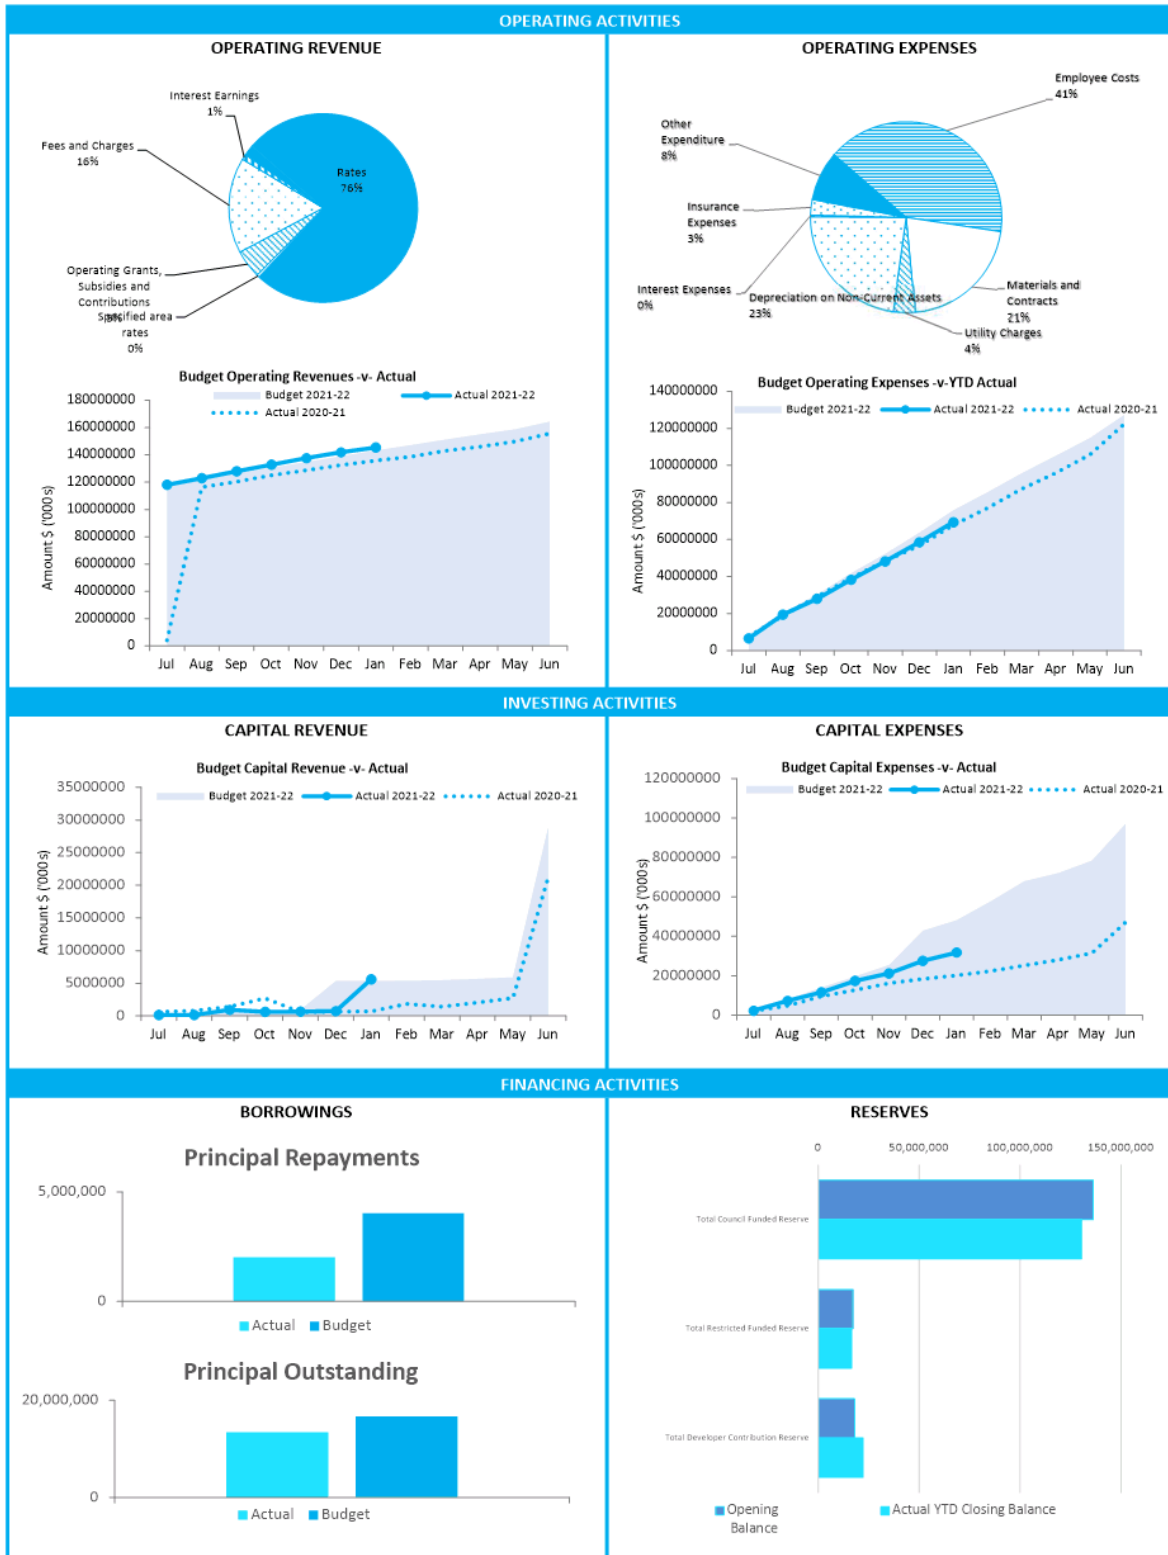 OPERATING ACTIVITIES
OPERATING REVENUE
Interest Earnings
1%
Fees and Charges
16%
Rates
76%
Operating Grants,
Subsidies and
Contributions
Specified area
rates
0%
Budget Operating Revenues -v- Actual
Budget 2021-22
Actual 2021-22
Actual 2020-21
Amount $ ('000s)
180000000
160000000
140000000
120000000
100000000
80000000
60000000
40000000
20000000
0
Jul Aug Sep Oct Nov Dec Jan Feb Mar Apr May Jun
OPERATING EXPENSES
Employee Costs
41%
Other
Expenditure
8%
Insurance
Expenses
3%
Interest Expenses
0%
Depreciation on Non-Current Assets
23%
Materials and
Contracts
21%
Utility Charges
4%
Budget Operating Expenses -v-YTD Actual
Budget 2021-22
Actual 2021-22
Actual 2020-21
Amount $ ('000s)
140000000
120000000
100000000
80000000
60000000
40000000
20000000
0
Jul Aug Sep Oct Nov Dec Jan Feb Mar Apr May Jun
INVESTING ACTIVITIES
CAPITAL REVENUE
Budget Capital Revenue -v- Actual
Budget 2021-22
Actual 2021-22
Actual 2020-21
Amount $ ('000s)
35000000
30000000
25000000
20000000
15000000
10000000
5000000
0
Jul Aug Sep Oct Nov Dec Jan Feb Mar Apr May Jun
CAPITAL EXPENSES
Budget Capital Expenses -v- Actual
Budget 2021-22
Actual 2021-22
Actual 2020-21
Amount $ ('000s)
120000000
100000000
80000000
60000000
40000000
20000000
0
Jul Aug Sep Oct Nov Dec Jan Feb Mar Apr May Jun
FINANCING ACTIVITIES
BORROWINGS
Principal Repayments
5,000,000
0
Actual
Budget
Principal Outstanding
20,000,000
0
Actual
Budget
RESERVES
0
50,000,000
100,000,000
150,000,000
Total Council Funded Reserve
Total Restricted Funded Reserve
Total Developer Contribution Reserve
Opening
Balance
Actual YTD Closing Balance